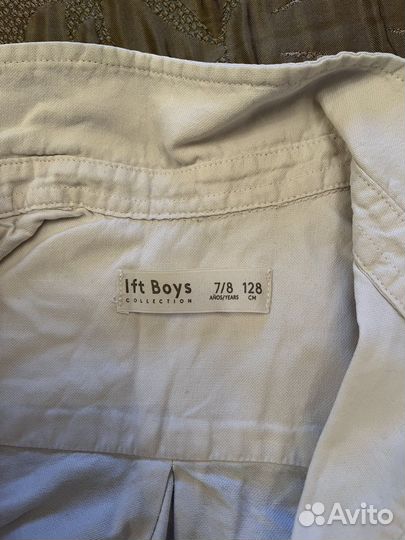 lft Boys 7/8 128
COLLECTION AÑOS/YEARS CM
Avito